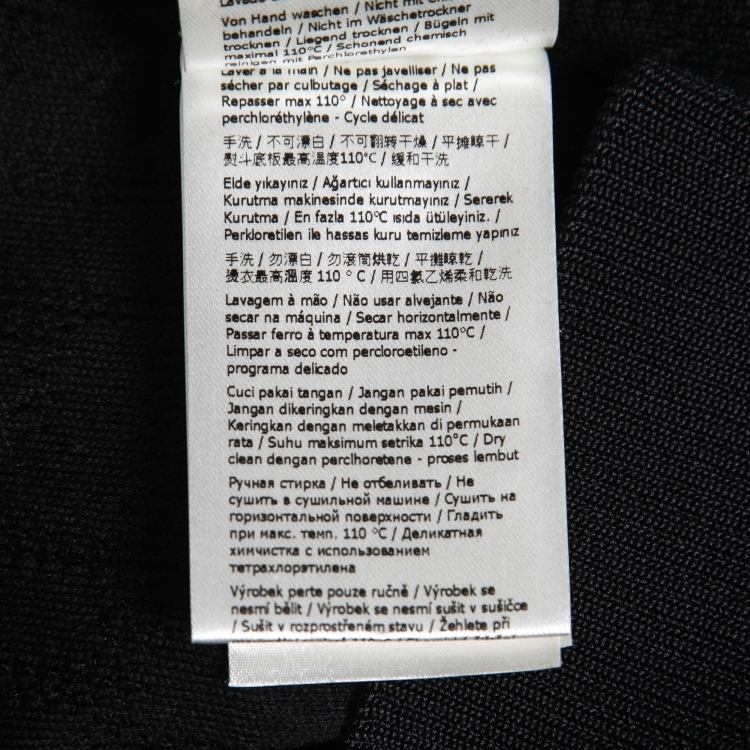 Von Hand waschen / Nicht mit
behandeln / Nicht im Wäschetrockner
trocknen / Liegend trocknen / Bügeln mit
maximal 110°C / Schonend chemisch
reinigen mit Perchlorethylen
Laver à la main / Ne pas javelliser / Ne pas
sécher par culbutage / Séchage à plat /
Repasser max 110° / Nettoyage à sec avec
perchloréthylène - Cycle délicat
手洗 / 不可漂白 / 不可翻转干燥 / 平摊晾干 /
熨斗底板最高温度110°C / 缓和干洗
Elde yıkayınız / Ağartıcı kullanmayınız /
Kurutma makinesinde kurutmayınız / Sererek
Kurutma / En fazla 110°C ısıda ütüleyiniz. /
Perkloretilen ile hassas kuru temizleme yapınız
手洗 / 勿漂白 / 勿滾筒烘乾 / 平攤晾乾 /
燙衣最高溫度 110 ° C / 用四氯乙烯柔和乾洗
Lavagem à mão / Não usar alvejante / Não
secar na máquina / Secar horizontalmente /
Passar ferro à temperatura max 110°C /
Limpar a seco com percloroetileno -
programa delicado
Cuci pakai tangan / Jangan pakai pemutih /
Jangan dikeringkan dengan mesin /
Keringkan dengan meletakkan di permukaan
rata / Suhu maksimum setrika 110°C / Dry
clean dengan perclhoretene - proses lembut
Ручная стирка / Не отбеливать / Не
сушить в сушильной машине / Сушить на
горизонтальной поверхности / Гладить
при макс. темп. 110 °C / Деликатная
химчистка с использованием
тетрахлорэтилена
Výrobek perte pouze ručně / Výrobek se
nesmí bělit / Výrobek se nesmí sušit v sušičce
/ Sušit v rozprostřeném stavu / Žehlete při